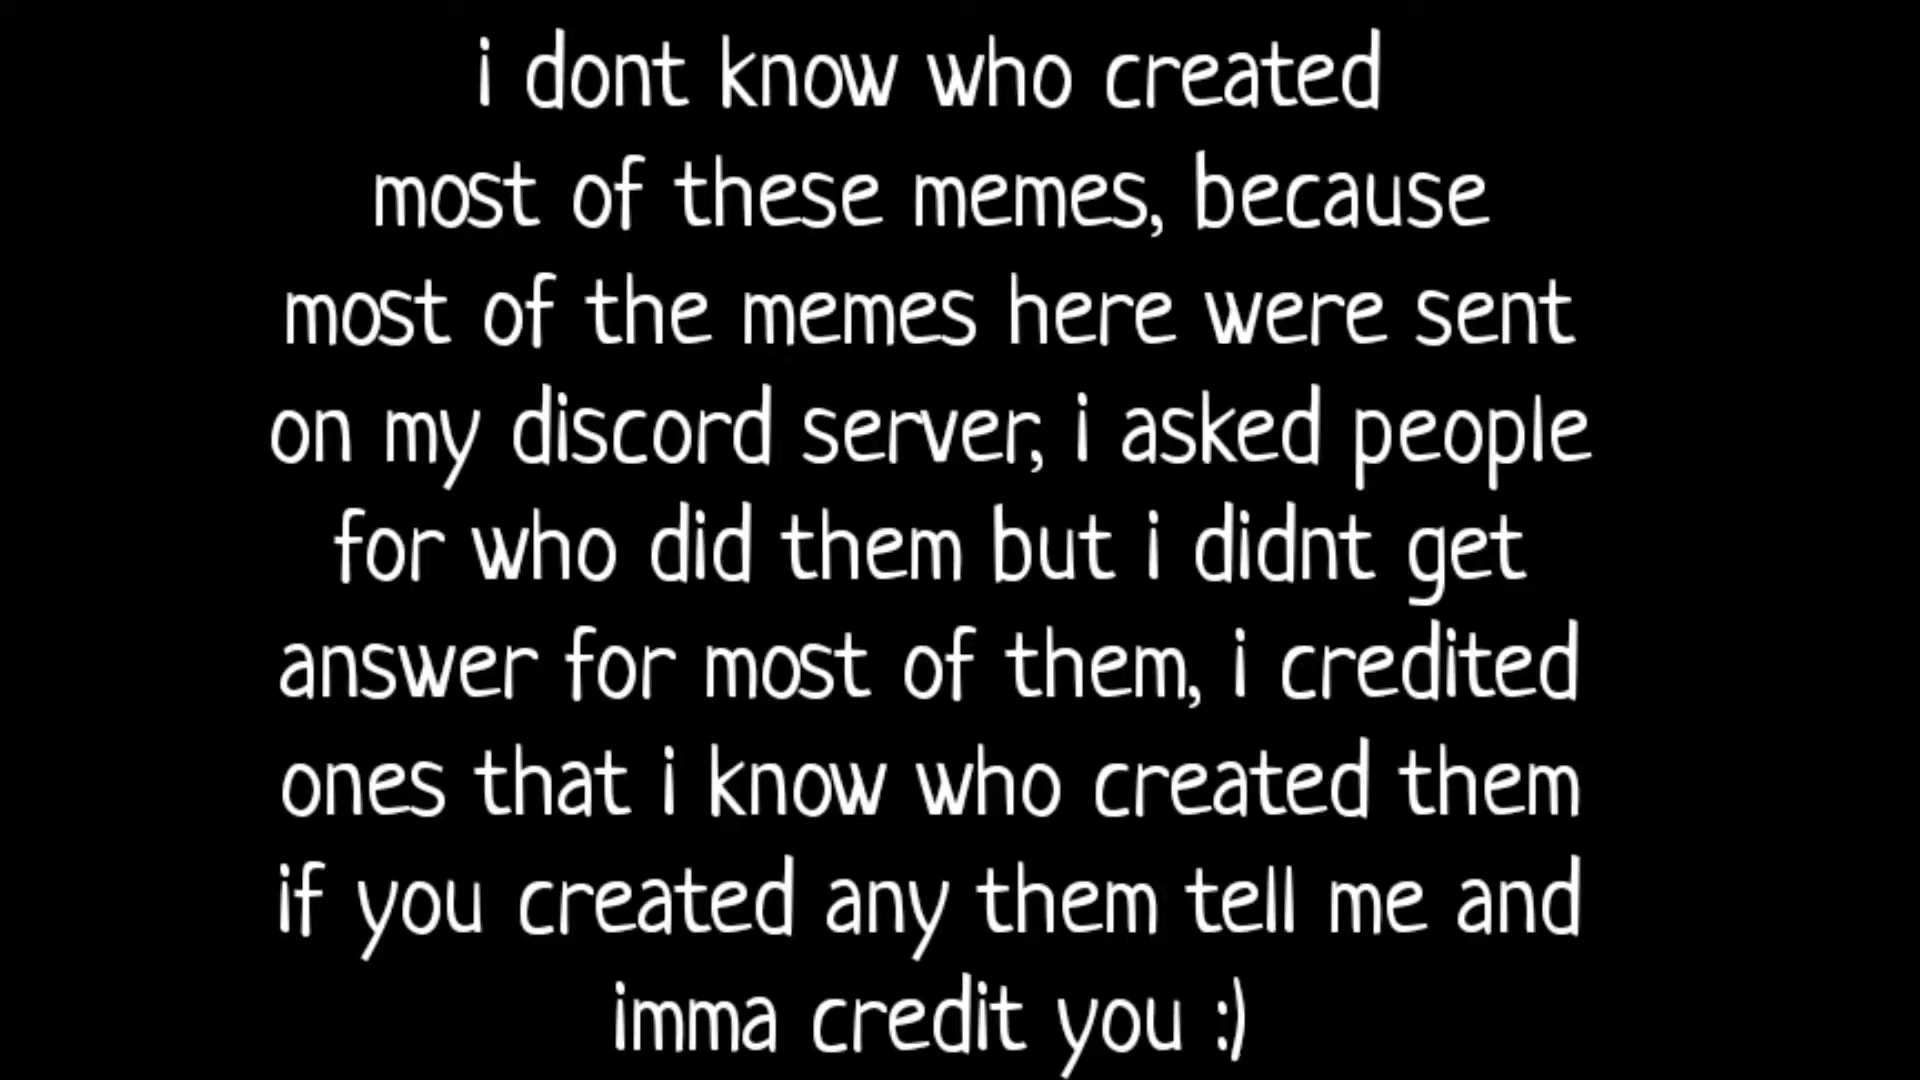 i dont know who created
most of these memes, because
most of the memes here were sent
on my discord server, i asked people
for who did them but i didnt get
answer for most of them, i credited
ones that i know who created them
if you created any them tell me and
imma credit you :)